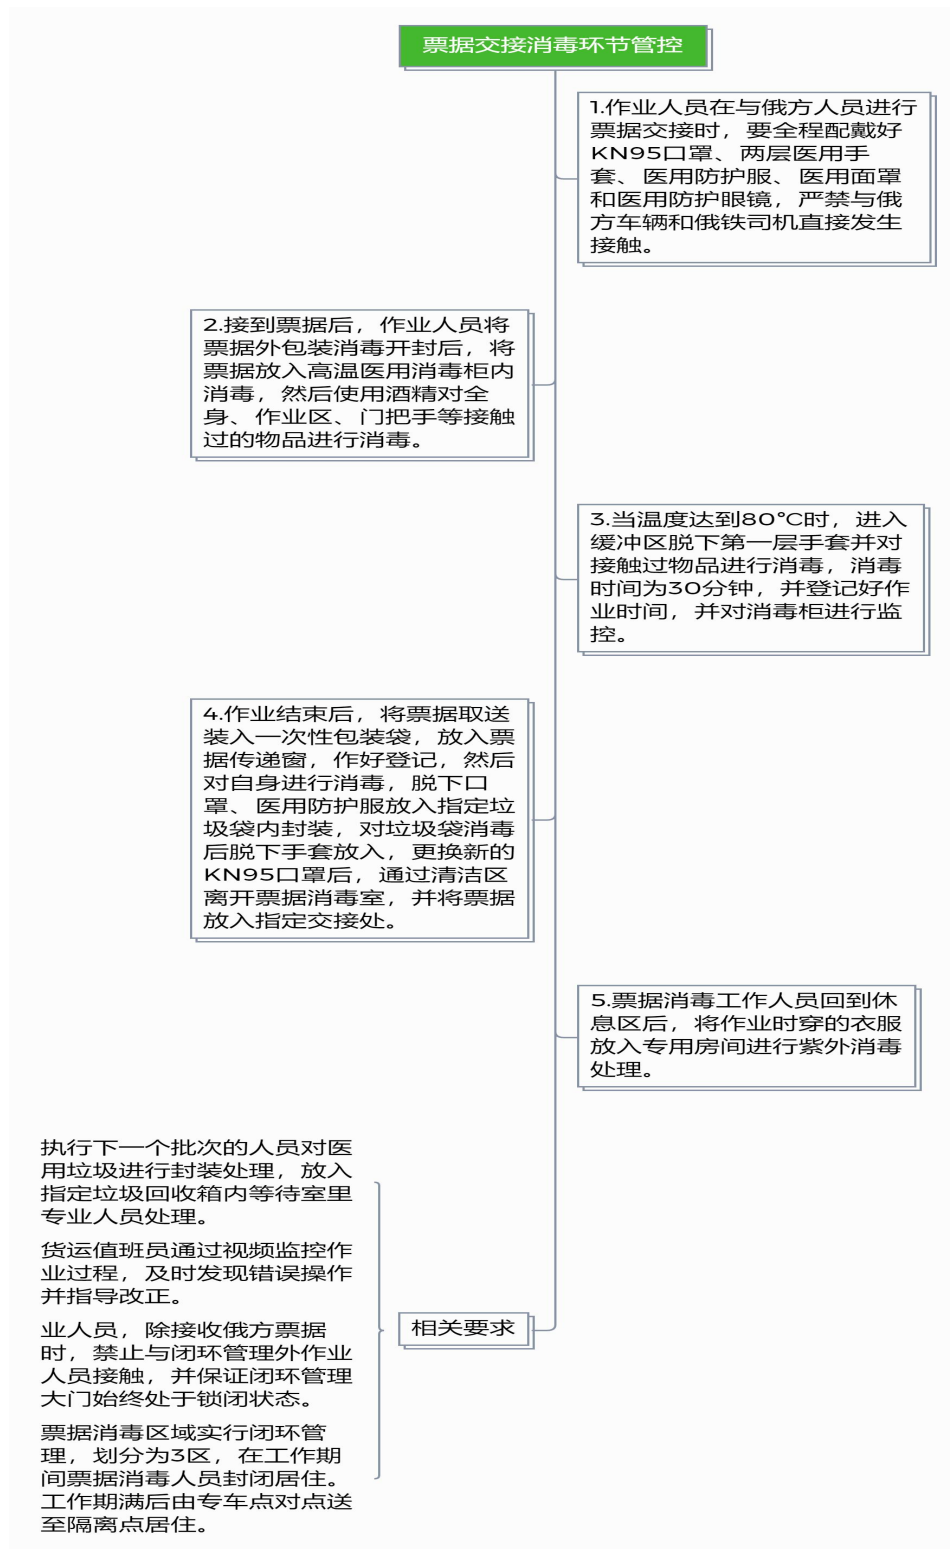 票据交接消毒环节管控
1.作业人员在与俄方人员进行
票据交接时，要全程配戴好
KN95口罩、两层医用手
套、医用防护服、医用面罩
和医用防护眼镜，严禁与俄
方车辆和俄铁司机直接发生
接触。
2.接到票据后，作业人员将
票据外包装消毒开封后，将
票据放入高温医用消毒柜内
消毒，然后使用酒精对全
身、作业区、门把手等接触
过的物品进行消毒。
3.当温度达到80°C时，进入
缓冲区脱下第一层手套并对
接触过物品进行消毒，消毒
时间为30分钟，并登记好作
业时间，并对消毒柜进行监
控。
4.作业结束后，将票据取送
装入一次性包装袋，放入票
据传递窗，作好登记，然后
对自身进行消毒，脱下口
罩、医用防护服放入指定垃
圾袋内封装，对垃圾袋消毒
后脱下手套放入，更换新的
KN95口罩后，通过清洁区
离开票据消毒室，并将票据
放入指定交接处。
5.票据消毒工作人员回到休
息区后，将作业时穿的衣服
放入专用房间进行紫外消毒
处理。
相关要求
执行下一个批次的人员对医
用垃圾进行封装处理，放入
指定垃圾回收箱内等待室里
专业人员处理。
货运值班员通过视频监控作
业过程，及时发现错误操作
并指导改正。
业人员，除接收俄方票据
时，禁止与闭环管理外作业
人员接触，并保证闭环管理
大门始终处于锁闭状态。
票据消毒区域实行闭环管
理，划分为3区，在工作期
间票据消毒人员封闭居住。
工作期满后由专车点对点送
至隔离点居住。